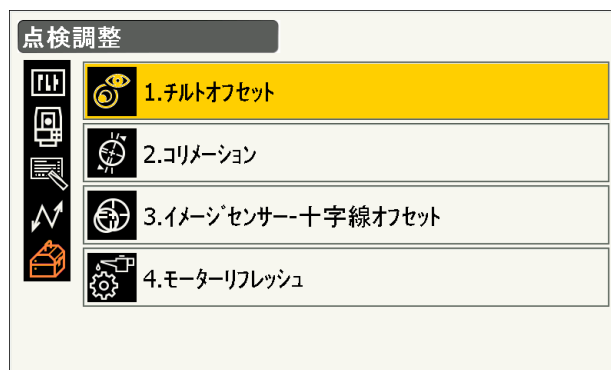 点検調整
1.チルトオフセット
2.コリメーション
3.イメージセンサー-十字線オフセット
4.モーターリフレッシュ